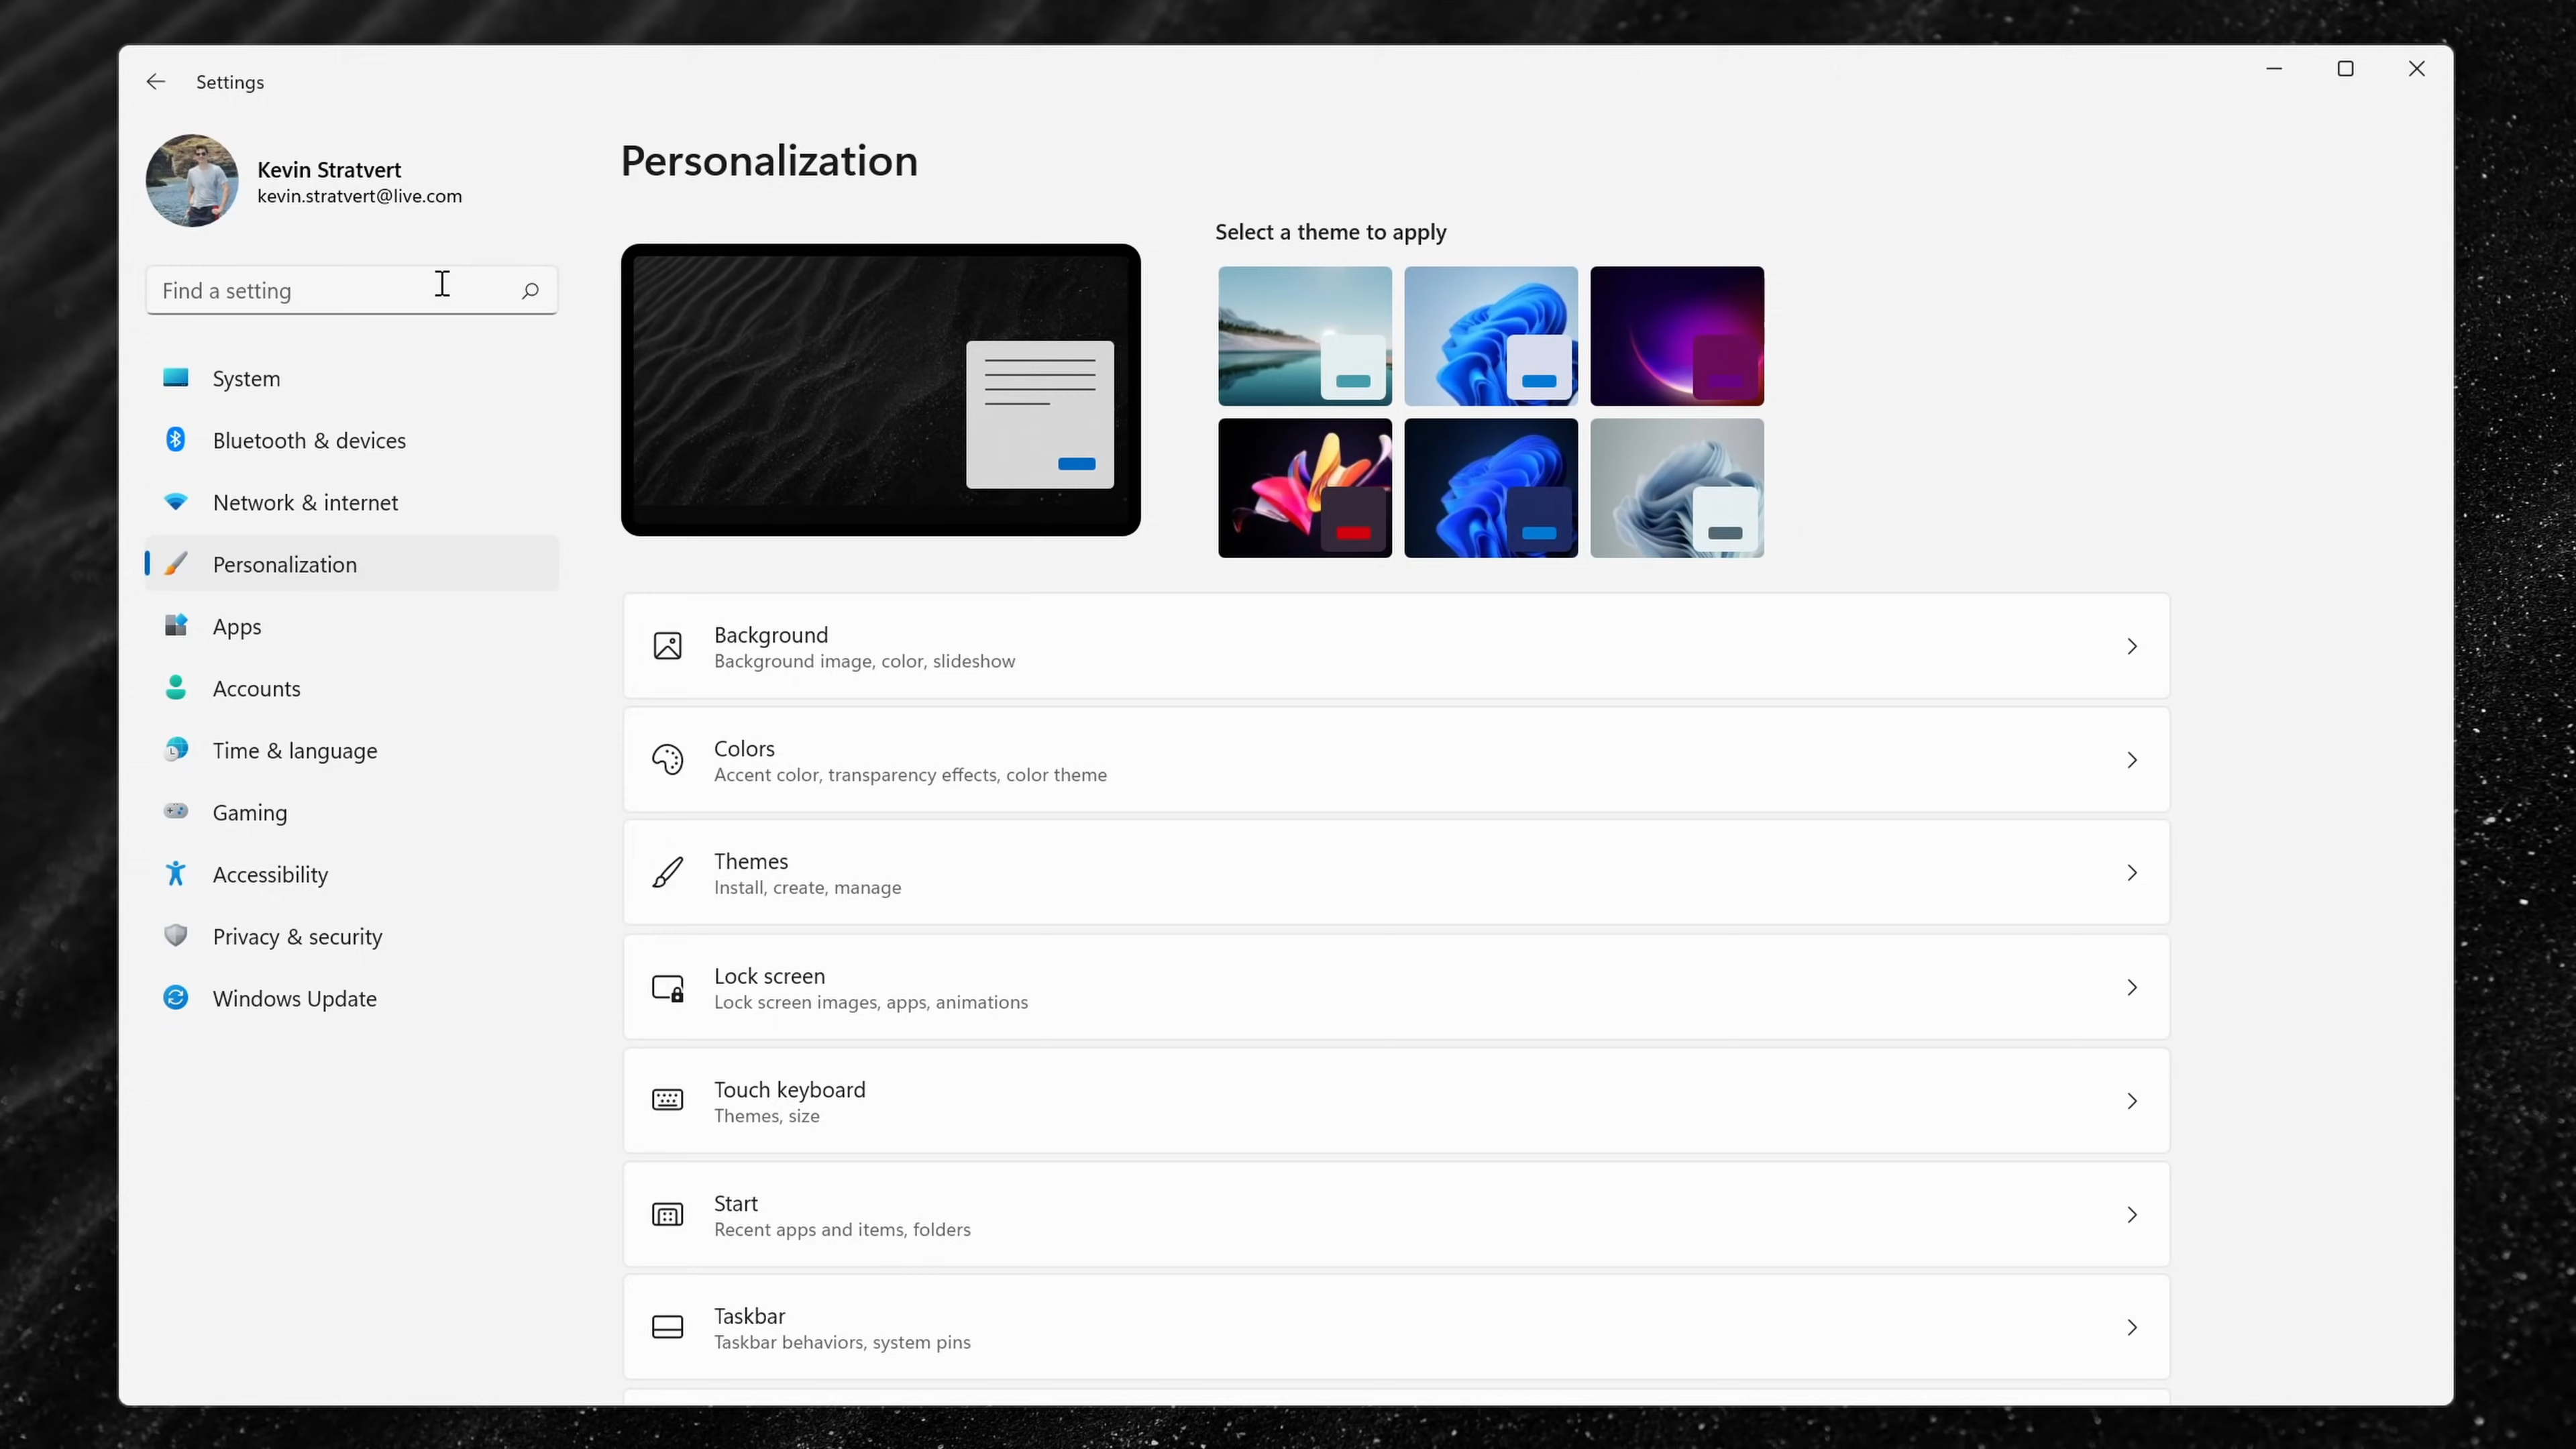 Settings
Kevin Stratvert
kevin.stratvert@live.com
Find a setting
System
Bluetooth & devices
Network & internet
Personalization
Apps
Accounts
Time & language
Gaming
Accessibility
Privacy & security
Windows Update
Personalization
Select a theme to apply
Background
Background image, color, slideshow
Colors
Accent color, transparency effects, color theme
Themes
Install, create, manage
Lock screen
Lock screen images, apps, animations
Touch keyboard
Themes, size
Start
Recent apps and items, folders
Taskbar
Taskbar behaviors, system pins